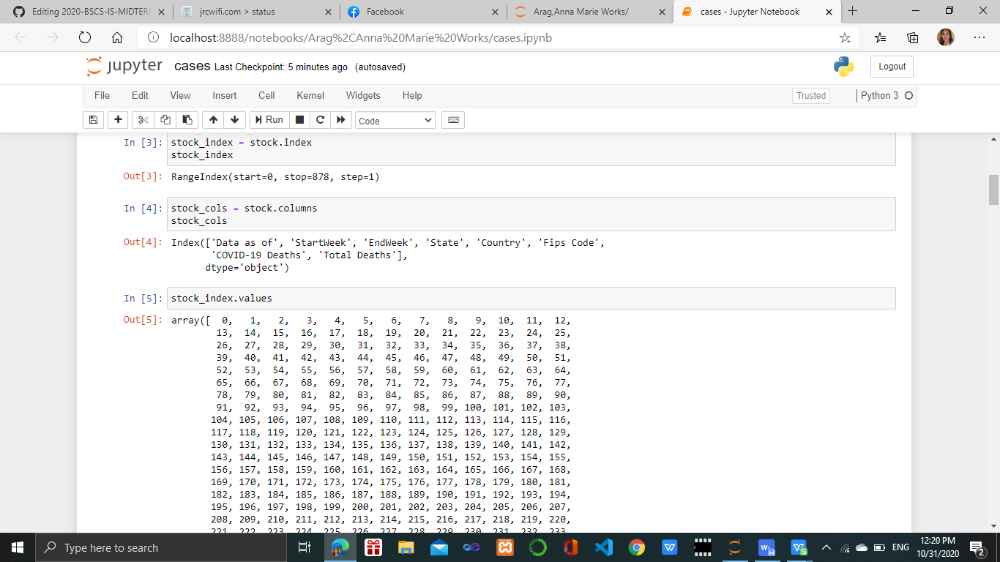 Editing 2020-BSCS-IS-MIDTERM
jrcwifi.com > status
Facebook
Arag,Anna Marie Works/
cases - Jupyter Notebook
localhost:8888/notebooks/Arag%2CAnna%20Marie%20Works/cases.ipynb
jupyter cases Last Checkpoint: 5 minutes ago (autosaved)
Logout
File Edit View Insert Cell Kernel Widgets Help
Trusted
Python 3
Run
Code
In [3]: stock_index = stock.index
stock_index
Out[3]: RangeIndex(start=0, stop=878, step=1)
In [4]: stock_cols = stock.columns
stock_cols
Out[4]: Index(['Data as of', 'StartWeek', 'EndWeek', 'State', 'Country', 'Fips Code',
'COVID-19 Deaths', 'Total Deaths'],
dtype='object')
In [5]: stock_index.values
Out[5]: array([ 0, 1, 2, 3, 4, 5, 6, 7, 8, 9, 10, 11, 12,
13, 14, 15, 16, 17, 18, 19, 20, 21, 22, 23, 24, 25,
26, 27, 28, 29, 30, 31, 32, 33, 34, 35, 36, 37, 38,
39, 40, 41, 42, 43, 44, 45, 46, 47, 48, 49, 50, 51,
52, 53, 54, 55, 56, 57, 58, 59, 60, 61, 62, 63, 64,
65, 66, 67, 68, 69, 70, 71, 72, 73, 74, 75, 76, 77,
78, 79, 80, 81, 82, 83, 84, 85, 86, 87, 88, 89, 90,
91, 92, 93, 94, 95, 96, 97, 98, 99, 100, 101, 102, 103,
104, 105, 106, 107, 108, 109, 110, 111, 112, 113, 114, 115, 116,
117, 118, 119, 120, 121, 122, 123, 124, 125, 126, 127, 128, 129,
130, 131, 132, 133, 134, 135, 136, 137, 138, 139, 140, 141, 142,
143, 144, 145, 146, 147, 148, 149, 150, 151, 152, 153, 154, 155,
156, 157, 158, 159, 160, 161, 162, 163, 164, 165, 166, 167, 168,
169, 170, 171, 172, 173, 174, 175, 176, 177, 178, 179, 180, 181,
182, 183, 184, 185, 186, 187, 188, 189, 190, 191, 192, 193, 194,
195, 196, 197, 198, 199, 200, 201, 202, 203, 204, 205, 206, 207,
208, 209, 210, 211, 212, 213, 214, 215, 216, 217, 218, 219, 220,
221, 222, 223, 224, 225, 226, 227, 228, 229, 230, 231, 232, 233,
Type here to search
ENG
12:20 PM
10/31/2020
2